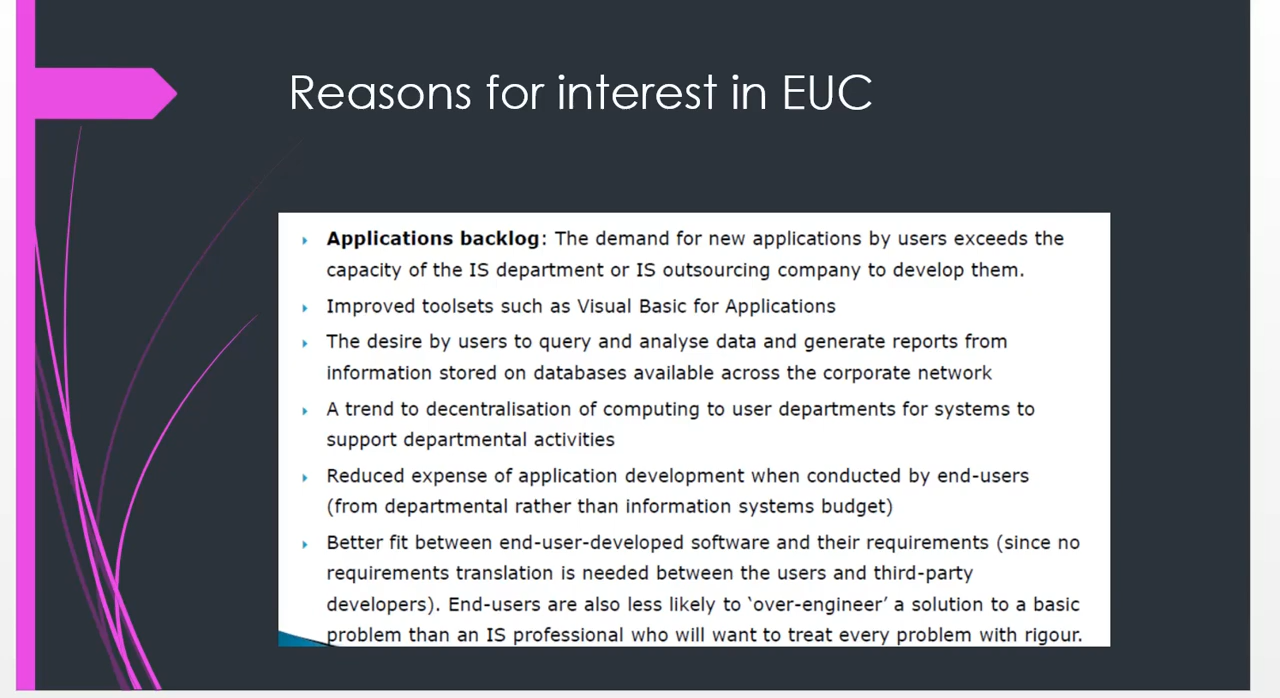 Reasons for interest in EUC
Applications backlog: The demand for new applications by users exceeds the
capacity of the IS department or IS outsourcing company to develop them.
Improved toolsets such as Visual Basic for Applications
The desire by users to query and analyse data and generate reports from
information stored on databases available across the corporate network
A trend to decentralisation of computing to user departments for systems to
support departmental activities
Reduced expense of application development when conducted by end-users
(from departmental rather than information systems budget)
Better fit between end-user-developed software and their requirements (since no
requirements translation is needed between the users and third-party
developers). End-users are also less likely to ‘over-engineer’ a solution to a basic
problem than an IS professional who will want to treat every problem with rigour.